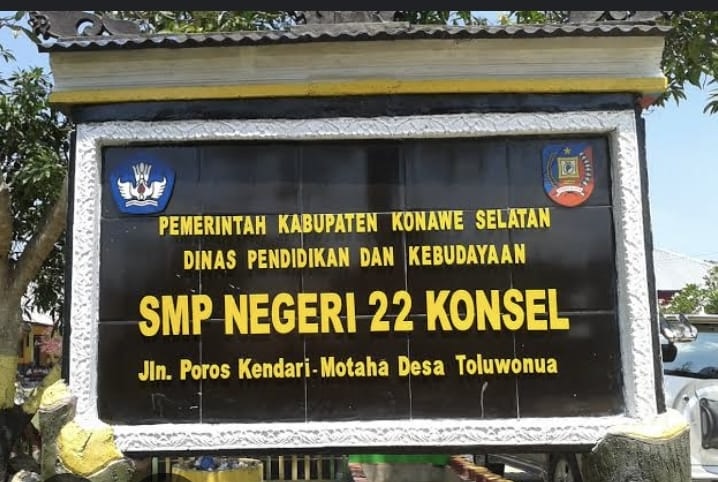 PEMERINTAH KABUPATEN KONAWE SELATAN
DINAS PENDIDIKAN DAN KEBUDAYAAN
SMP NEGERI 22 KONSEL
Jln. Poros Kendari-Motaha Desa Toluwonua